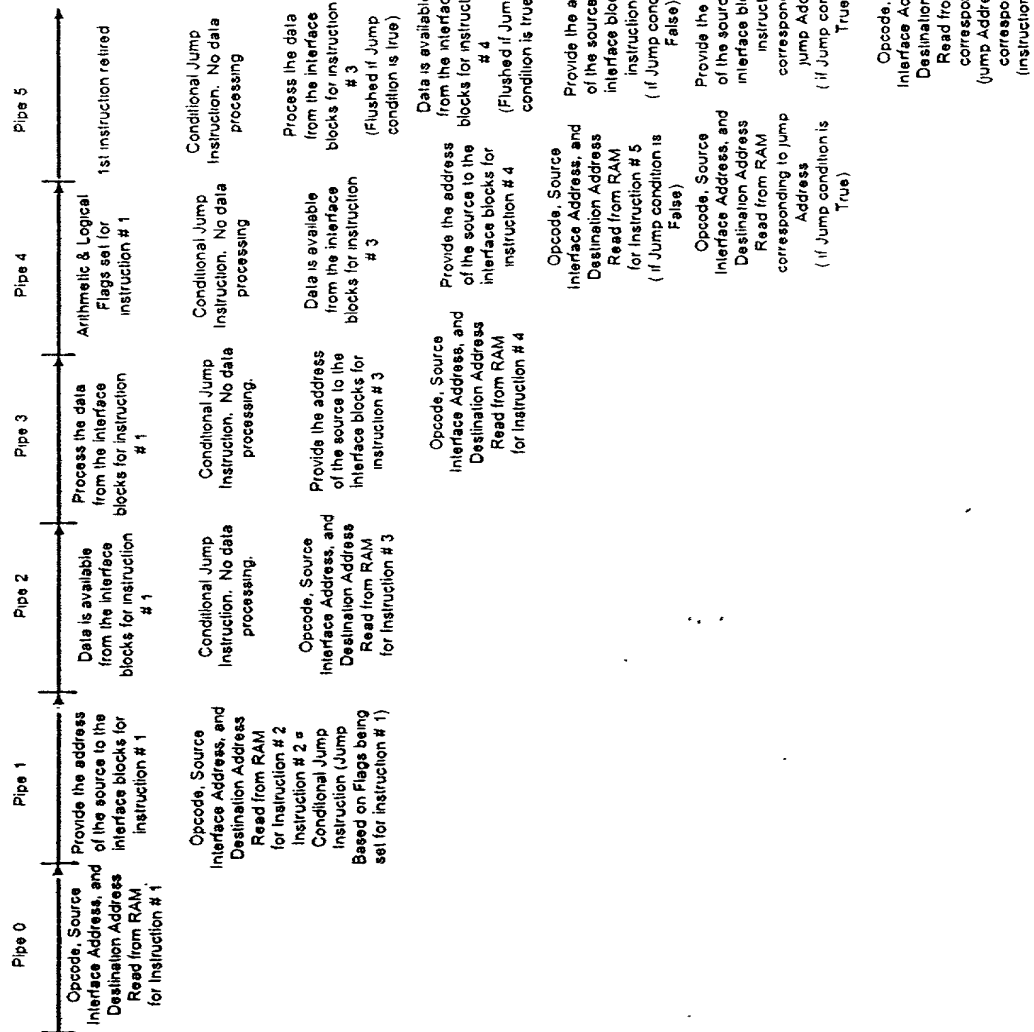 Pipe 0
Opcode, Source
Interface Address, and
Destination Address
Read from RAM
for Instruction # 1
Pipe 1
Provide the address
of the source to the
interface blocks for
instruction # 1
Opcode, Source
Interface Address, and
Destination Address
Read from RAM
for Instruction # 2
Instruction # 2 =
Conditional Jump
Instruction (Jump
Based on Flags being
set for instruction # 1)
Pipe 2
Data is available
from the interface
blocks for instruction
# 1
Conditional Jump
Instruction. No data
processing.
Opcode, Source
Interface Address, and
Destination Address
Read from RAM
for Instruction # 3
Pipe 3
Process the data
from the interface
blocks for instruction
# 1
Conditional Jump
Instruction. No data
processing.
Provide the address
of the source to the
interface blocks for
instruction # 3
Opcode, Source
Interface Address, and
Destination Address
Read from RAM
for Instruction # 4
Pipe 4
Arithmetic & Logical
Flags set for
instruction # 1
Conditional Jump
Instruction. No data
processing
Data is available
from the interface
blocks for instruction
# 3
Provide the address
of the source to the
interface blocks for
instruction # 4
Opcode, Source
Interface Address, and
Destination Address
Read from RAM
for Instruction # 5
( if Jump condition is
False)
Opcode, Source
Interface Address, and
Destination Address
Read from RAM
corresponding to jump
Address
( if Jump condition is
True)
Pipe 5
1st instruction retired
Conditional Jump
Instruction. No data
processing
Process the data
from the interface
blocks for instruction
# 3
(Flushed if Jump
condition is true)
Data is available
from the interfac
blocks for instruct
# 4
(Flushed if Jum
condition is true
Provide the a
of the source
interface bloc
instruction
( if Jump cond
False)
Provide the
of the sourc
interface bl
instruct
correspon
jump Add
( if Jump con
True
Opcode,
Interface Ac
Destination
Read fro
corresp
(jump Addre
correspo
(instruction